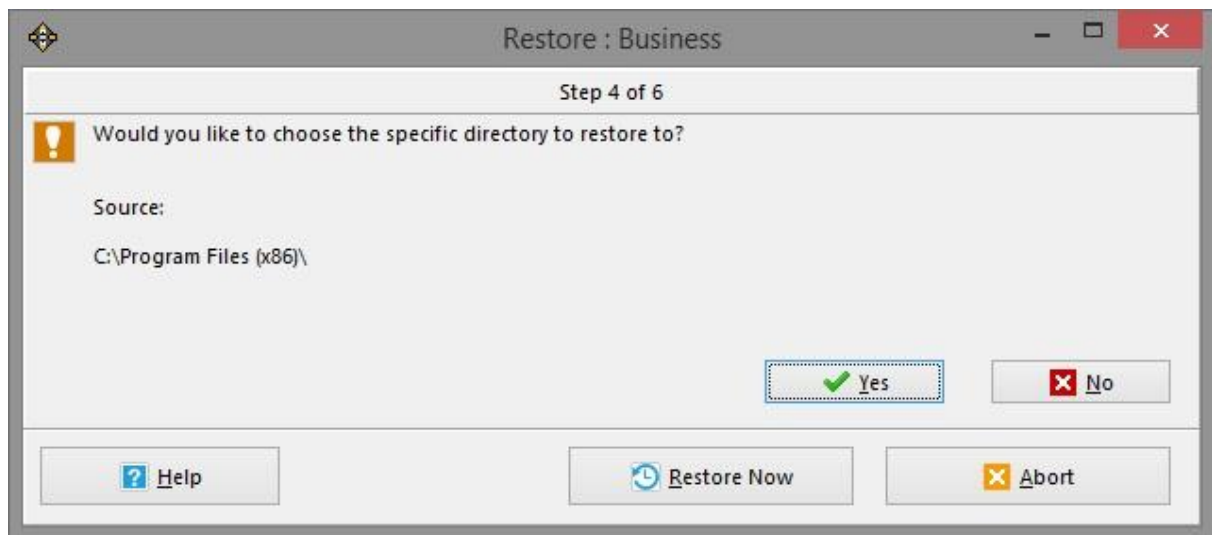 Restore : Business
Step 4 of 6
Would you like to choose the specific directory to restore to?
Source:
C:\Program Files (x86)\
Yes
No
Help
Restore Now
Abort